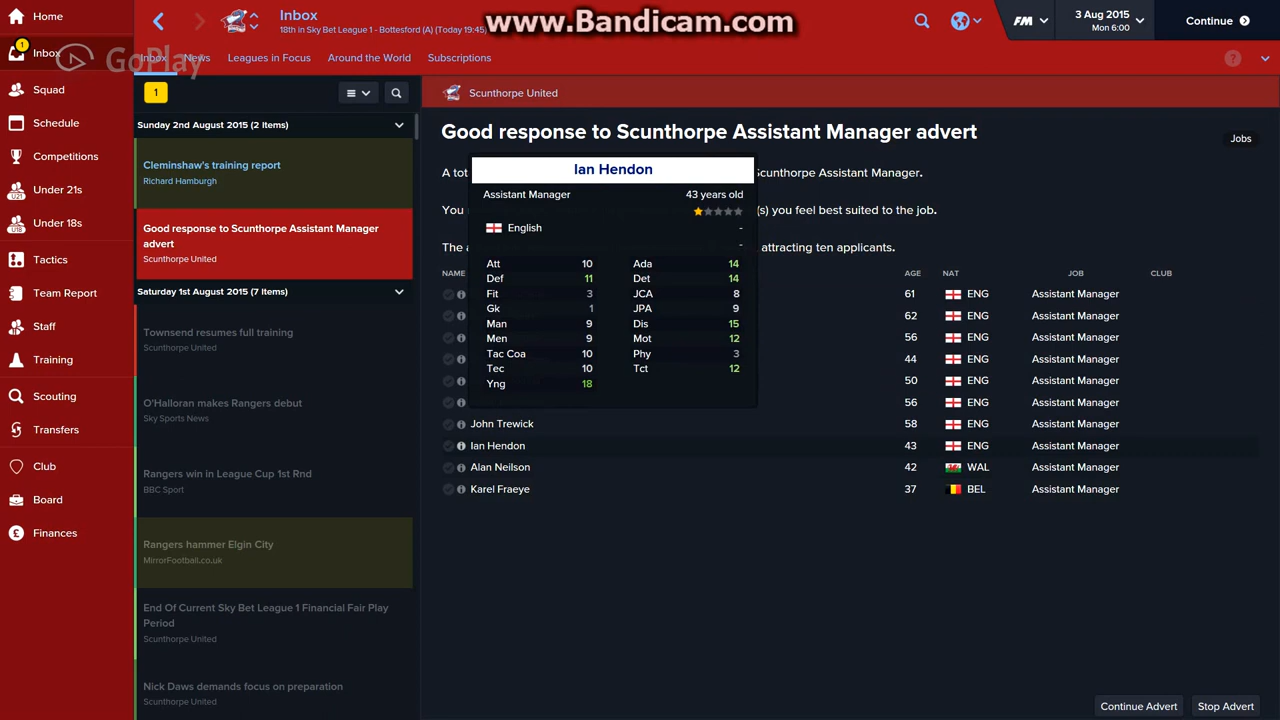 www.Bandicam.com
GoPlay
Home
1
Inbox
Squad
Schedule
Competitions
Under 21s
U21
Under 18s
U18
Tactics
Team Report
Staff
Training
Scouting
Transfers
Club
Board
Finances
Inbox
18th in Sky Bet League 1 - Bottesford (A) (Today 19:45)
FM
3 Aug 2015
Mon 6:00
Continue
Inbox News Leagues in Focus Around the World Subscriptions
?
1
Sunday 2nd August 2015 (2 Items)
Cleminshaw's training report
Richard Hamburgh
Good response to Scunthorpe Assistant Manager
advert
Scunthorpe United
Saturday 1st August 2015 (7 Items)
Townsend resumes full training
Scunthorpe United
O'Halloran makes Rangers debut
Sky Sports News
Rangers win in League Cup 1st Rnd
BBC Sport
Rangers hammer Elgin City
MirrorFootball.co.uk
End Of Current Sky Bet League 1 Financial Fair Play
Period
Scunthorpe United
Nick Daws demands focus on preparation
Scunthorpe United
Scunthorpe United
Good response to Scunthorpe Assistant Manager advert
Jobs
A tot Scunthorpe Assistant Manager.
You (s) you feel best suited to the job.
The a attracting ten applicants.
Ian Hendon
Assistant Manager 43 years old
English -
-
Att 10 Ada 14
Def 11 Det 14
Fit 3 JCA 8
Gk 1 JPA 9
Man 9 Dis 15
Men 9 Mot 12
Tac Coa 10 Phy 3
Tec 10 Tct 12
Yng 18
NAME AGE NAT JOB CLUB
61 ENG Assistant Manager
62 ENG Assistant Manager
56 ENG Assistant Manager
44 ENG Assistant Manager
50 ENG Assistant Manager
56 ENG Assistant Manager
John Trewick 58 ENG Assistant Manager
Ian Hendon 43 ENG Assistant Manager
Alan Neilson 42 WAL Assistant Manager
Karel Fraeye 37 BEL Assistant Manager
Continue Advert Stop Advert